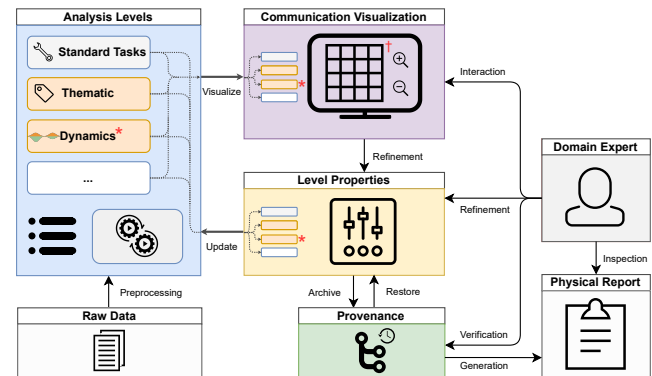 Analysis Levels
Standard Tasks
Thematic
Dynamics*
...
Visualize
Communication Visualization
†
*
Interaction
Refinement
Level Properties
*
Update
Refinement
Domain Expert
Inspection
Preprocessing
Archive
Restore
Raw Data
Provenance
Verification
Generation
Physical Report